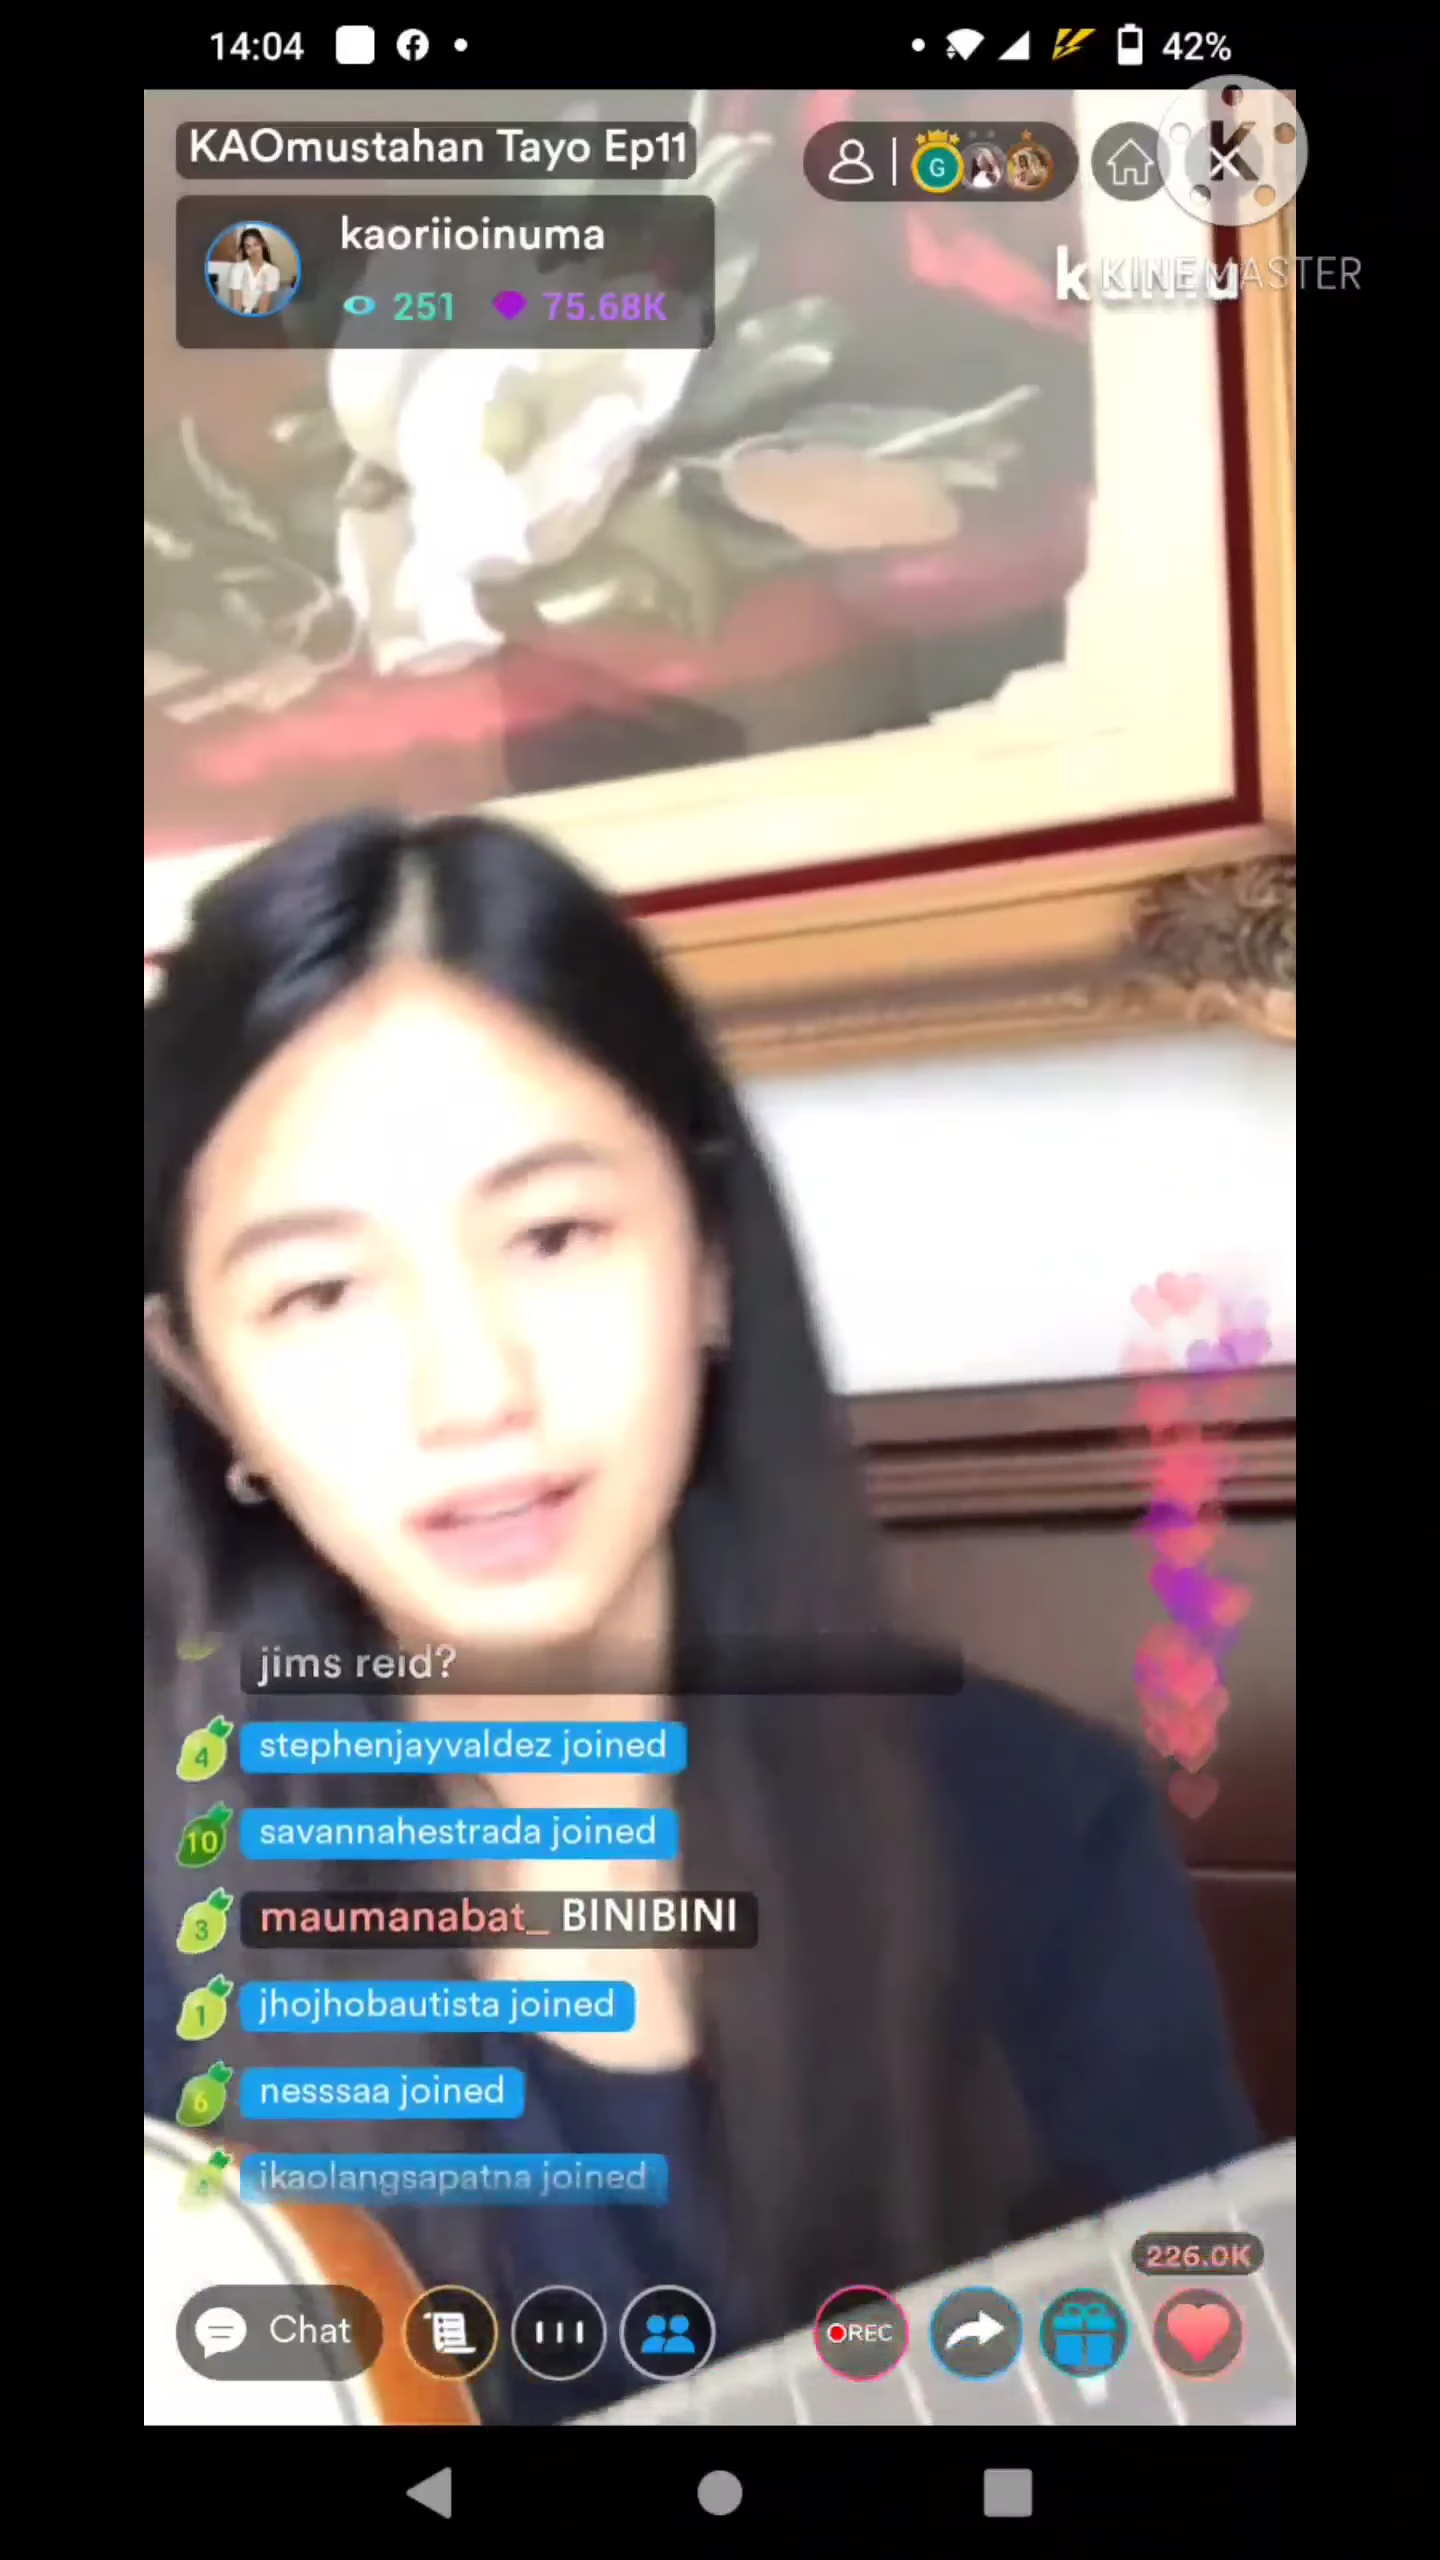 14:04
42%
KAOmustahan Tayo Ep11
G
K
kaoriioinuma
251 75.68K
KINEMASTER
jims reid?
4 stephenjayvaldez joined
10 savannahestrada joined
3 maumanabat_ BINIBINI
1 jhojhobautista joined
6 nesssaa joined
ikaolangsapatna joined
226.0K
Chat
REC